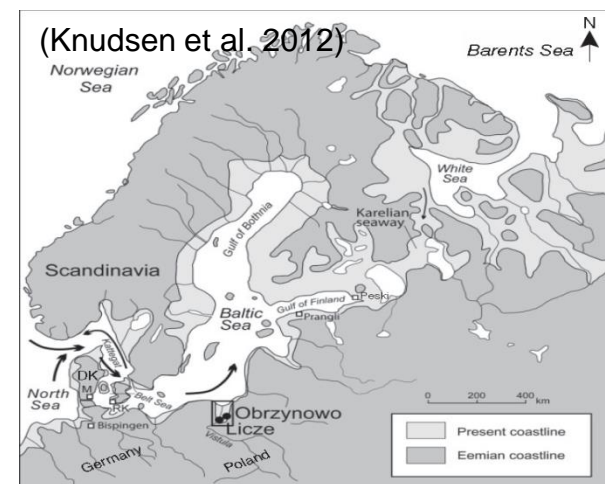 (Knudsen et al. 2012)
N
Barents Sea
Norwegian
Sea
White
Sea
Karelian
seaway
Gulf of Bothnia
Scandinavia
Baltic
Sea
Gulf of Finland
Peski
Prangli
Kattegat
DK
M
RK
North
Sea
Belt Sea
Obrzynowo
Licze
Bispingen
Vistula
Germany
Poland
0 200 400
km
Present coastline
Eemian coastline